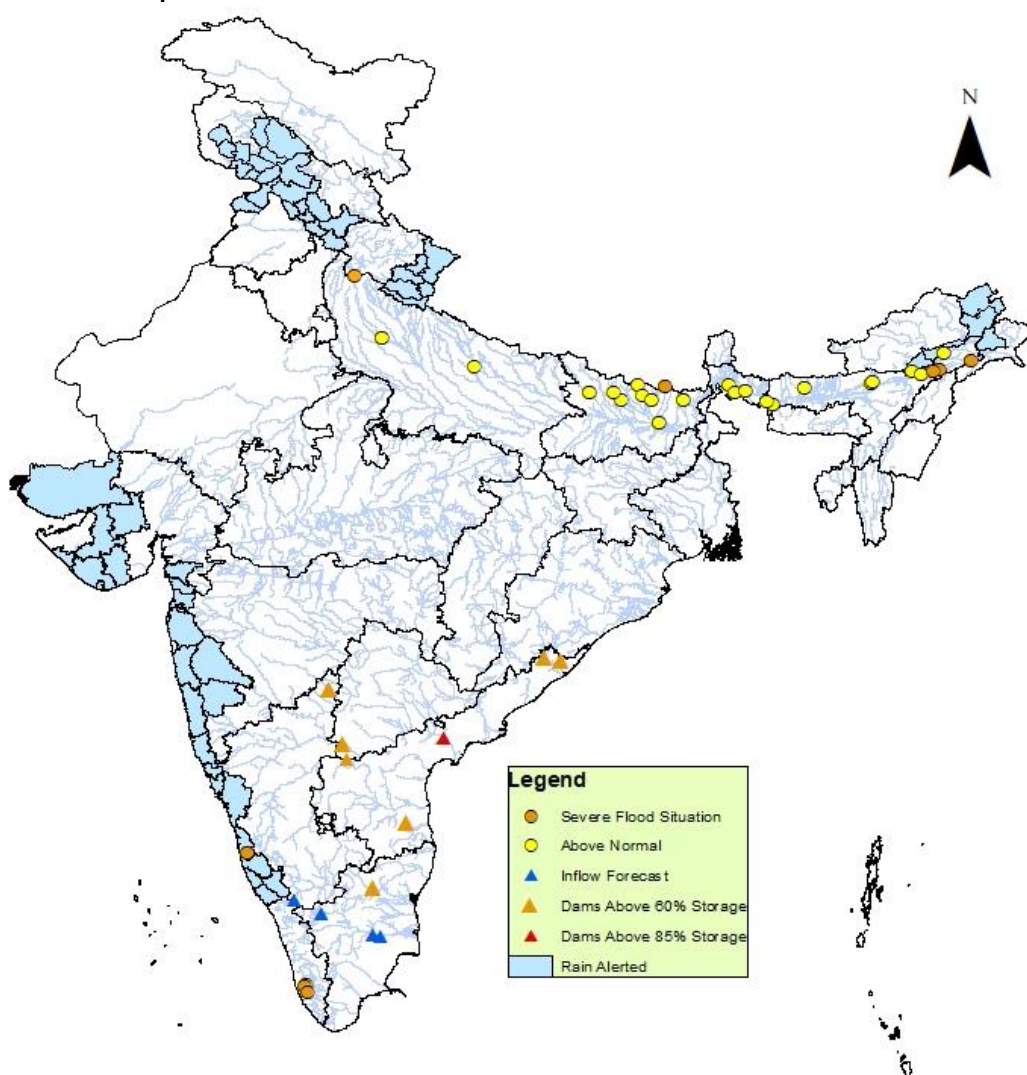 N
Legend
Severe Flood Situation
Above Normal
Inflow Forecast
Dams Above 60% Storage
Dams Above 85% Storage
Rain Alerted